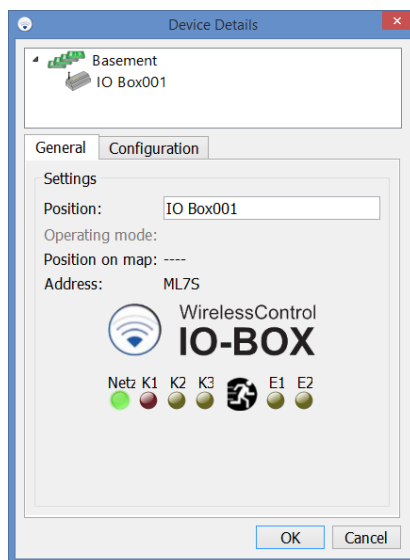 Device Details
Basement
IO Box001
General Configuration
Settings
Position: IO Box001
Operating mode:
Position on map: ----
Address: ML7S
WirelessControl
IO-BOX
Netz K1 K2 K3 E1 E2
OK Cancel